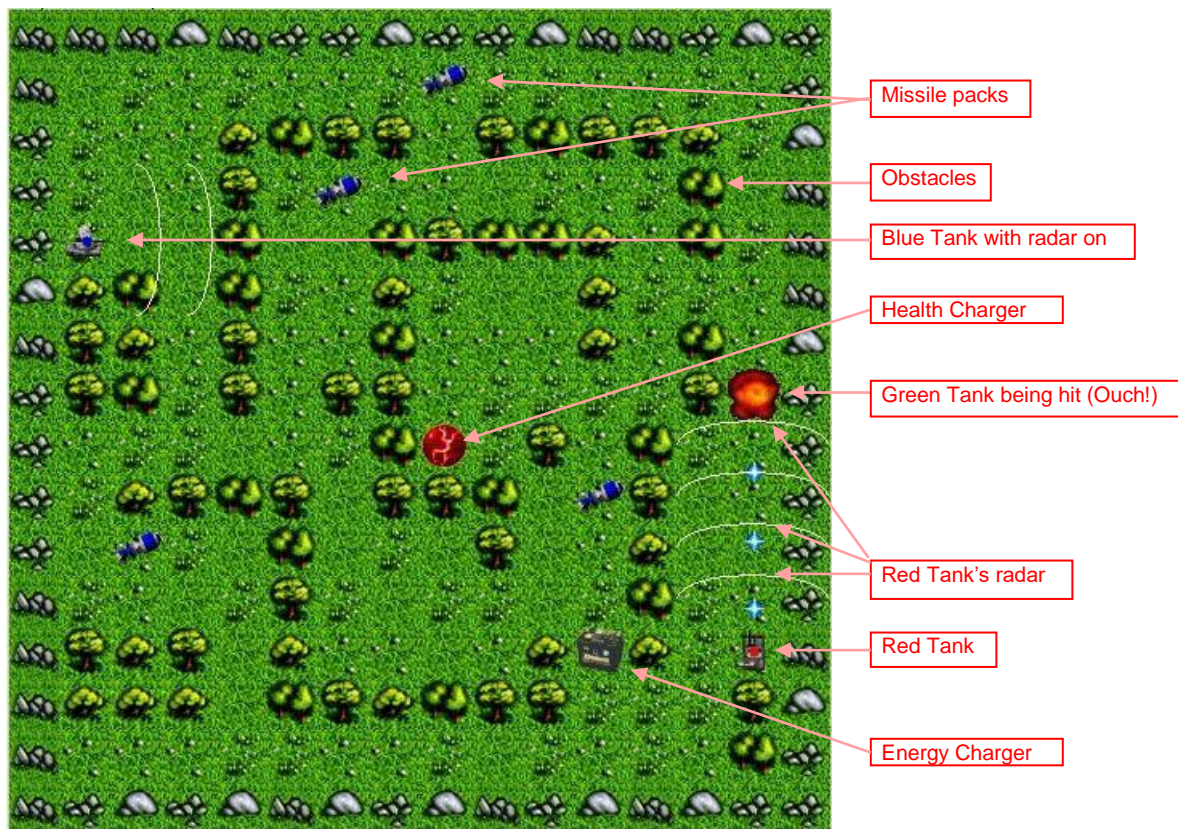 Missile packs
Obstacles
Blue Tank with radar on
Health Charger
Green Tank being hit (Ouch!)
Red Tank's radar
Red Tank
Energy Charger